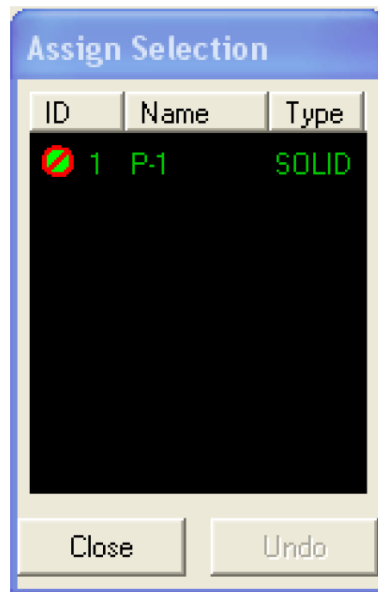 Assign Selection
ID Name Type
1 P-1 SOLID
Close Undo